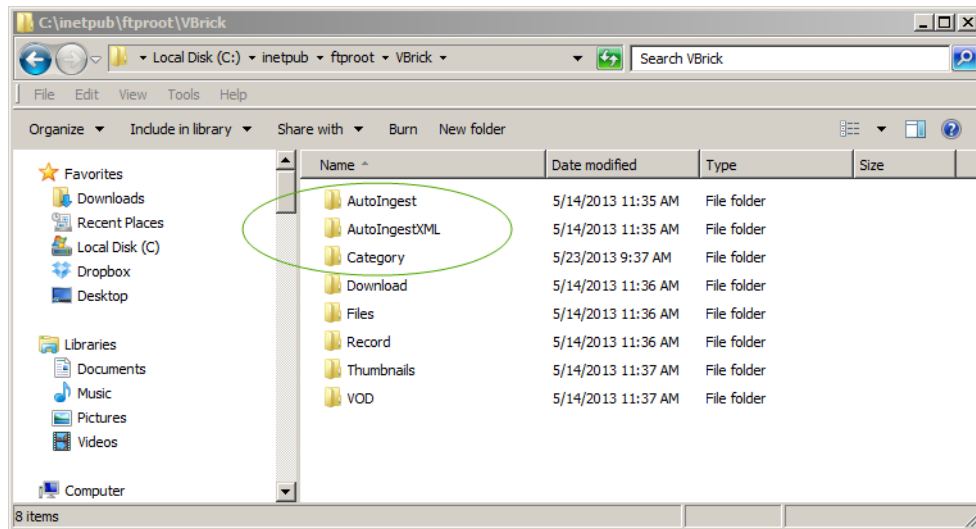 C:\inetpub\ftproot\VBrick
Local Disk (C:) inetpub ftproot VBrick Search VBrick
File Edit View Tools Help
Organize Include in library Share with Burn New folder
Favorites
Downloads
Recent Places
Local Disk (C)
Dropbox
Desktop
Libraries
Documents
Music
Pictures
Videos
Computer
Name Date modified Type Size
AutoIngest 5/14/2013 11:35 AM File folder
AutoIngestXML 5/14/2013 11:35 AM File folder
Category 5/23/2013 9:37 AM File folder
Download 5/14/2013 11:36 AM File folder
Files 5/14/2013 11:36 AM File folder
Record 5/14/2013 11:36 AM File folder
Thumbnails 5/14/2013 11:37 AM File folder
VOD 5/14/2013 11:37 AM File folder
8 items